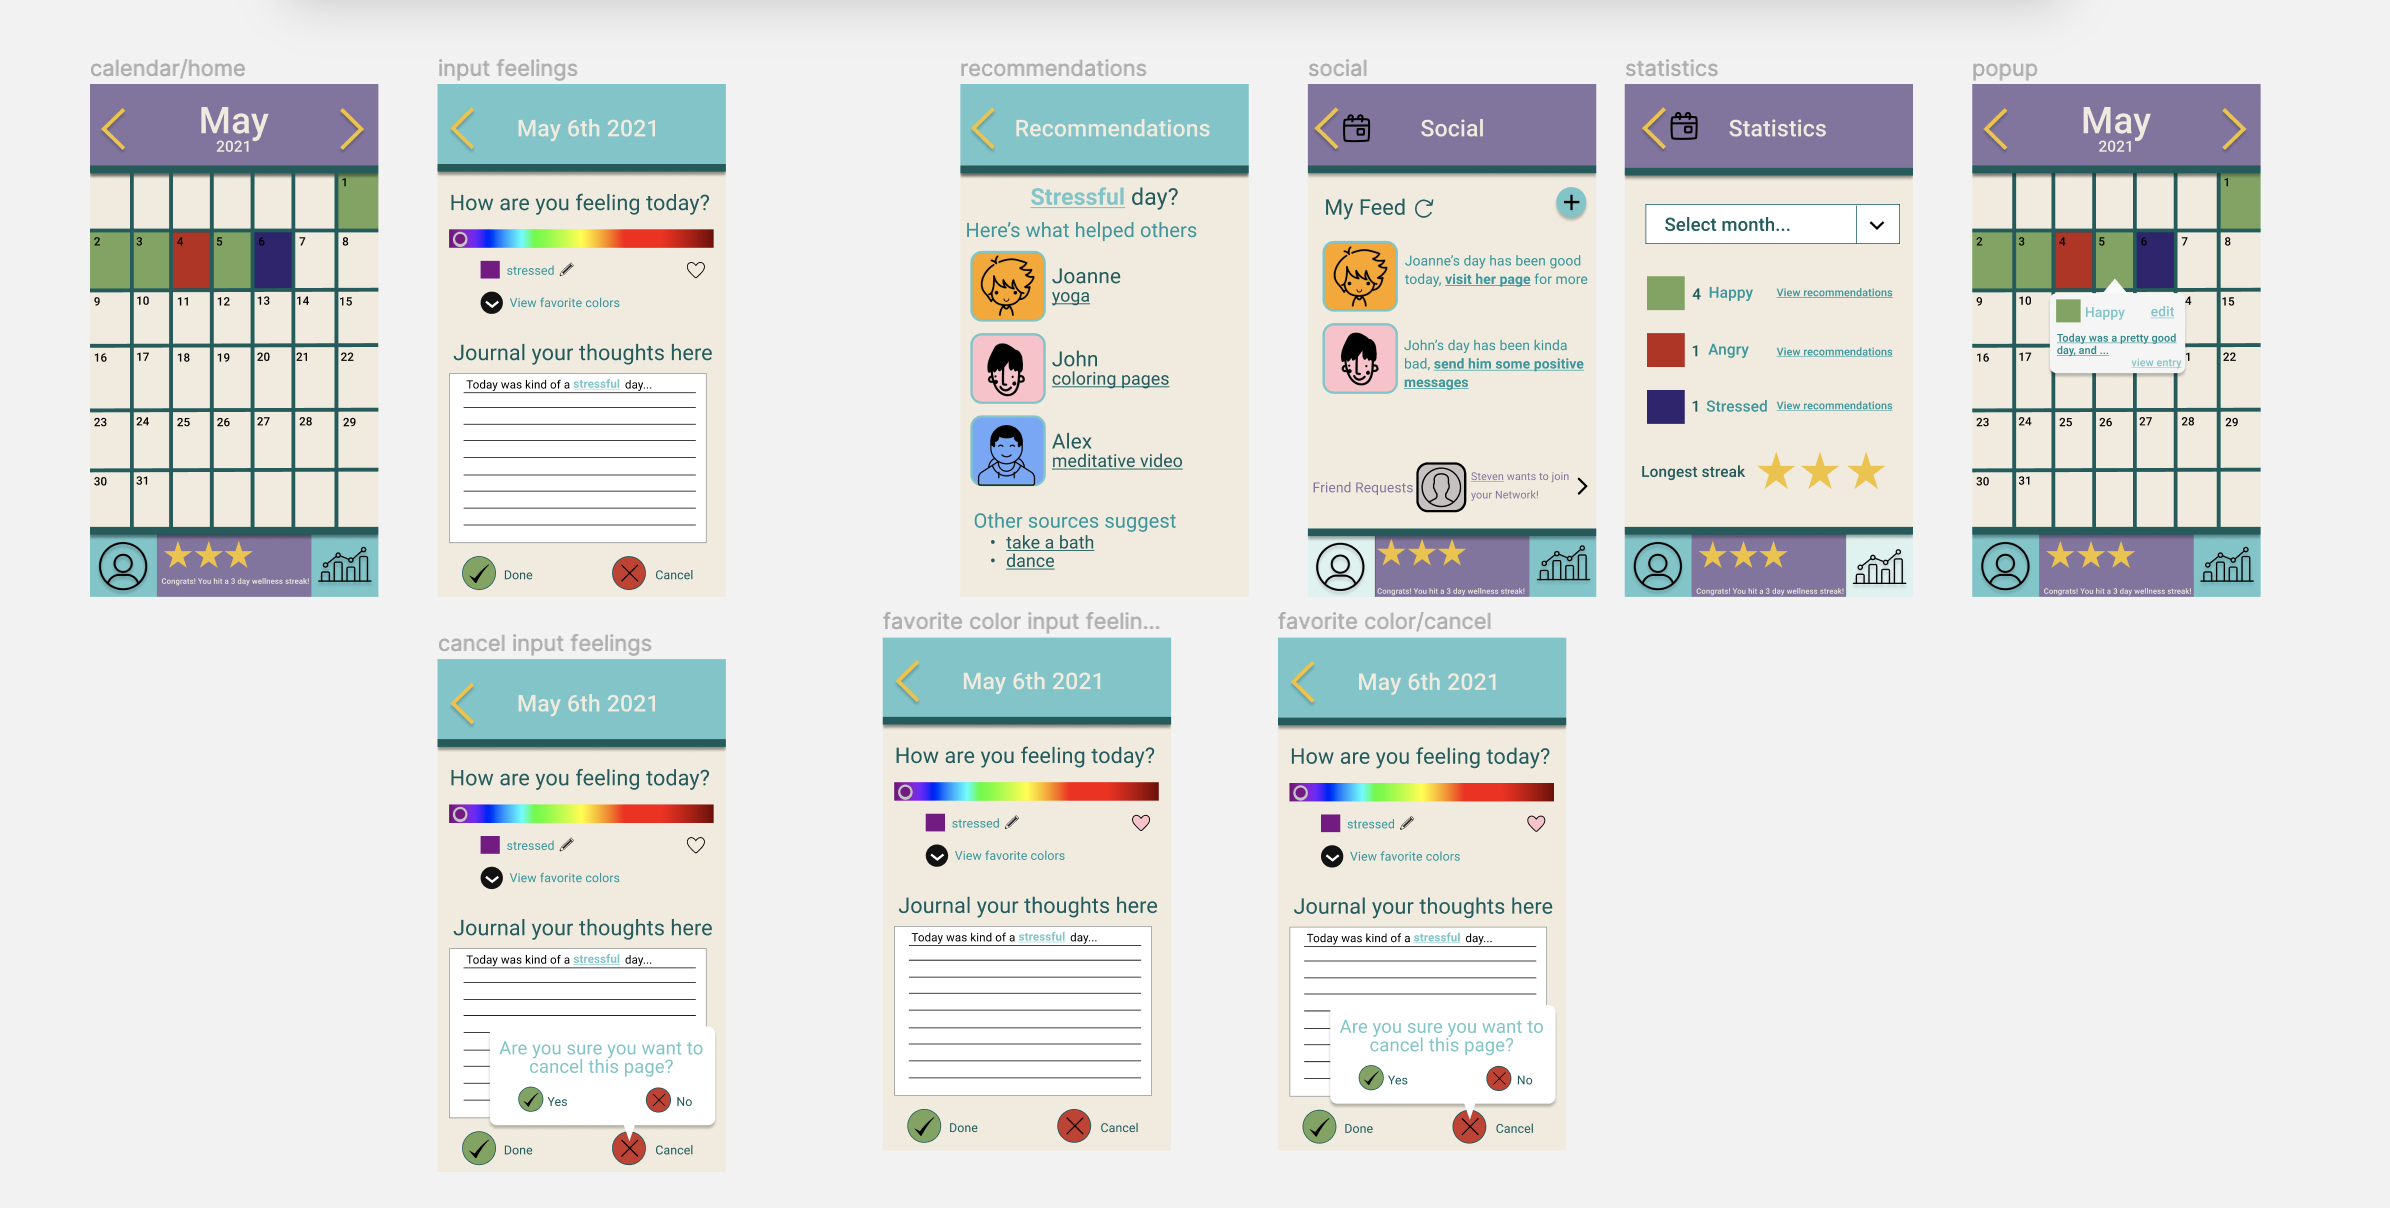 calendar/home
May
2021
1
2 3 4 5 6 7 8
9 10 11 12 13 14 15
16 17 18 19 20 21 22
23 24 25 26 27 28 29
30 31
Congrats! You hit a 3 day wellness streak!
input feelings
May 6th 2021
How are you feeling today?
stressed
View favorite colors
Journal your thoughts here
Today was kind of a stressful day...
Done
Cancel
recommendations
Recommendations
Stressful day?
Here's what helped others
Joanne
yoga
John
coloring pages
Alex
meditative video
Other sources suggest
• take a bath
• dance
social
Social
My Feed
Joanne's day has been good
today, visit her page for more
John's day has been kinda
bad, send him some positive
messages
Friend Requests
Steven wants to join
your Network!
Congrats! You hit a 3 day wellness streak!
statistics
Statistics
Select month...
4 Happy View recommendations
1 Angry View recommendations
1 Stressed View recommendations
Longest streak
Congrats! You hit a 3 day wellness streak!
popup
May
2021
1
2 3 4 5 6 7 8
9 10 4 15
Happy edit
Today was a pretty good
day, and ...
view entry
16 17 1 22
23 24 25 26 27 28 29
30 31
Congrats! You hit a 3 day wellness streak!
cancel input feelings
May 6th 2021
How are you feeling today?
stressed
View favorite colors
Journal your thoughts here
Today was kind of a stressful day...
Are you sure you want to
cancel this page?
Yes No
Done
Cancel
favorite color input feelin...
May 6th 2021
How are you feeling today?
stressed
View favorite colors
Journal your thoughts here
Today was kind of a stressful day...
Done
Cancel
favorite color/cancel
May 6th 2021
How are you feeling today?
stressed
View favorite colors
Journal your thoughts here
Today was kind of a stressful day...
Are you sure you want to
cancel this page?
Yes No
Done
Cancel